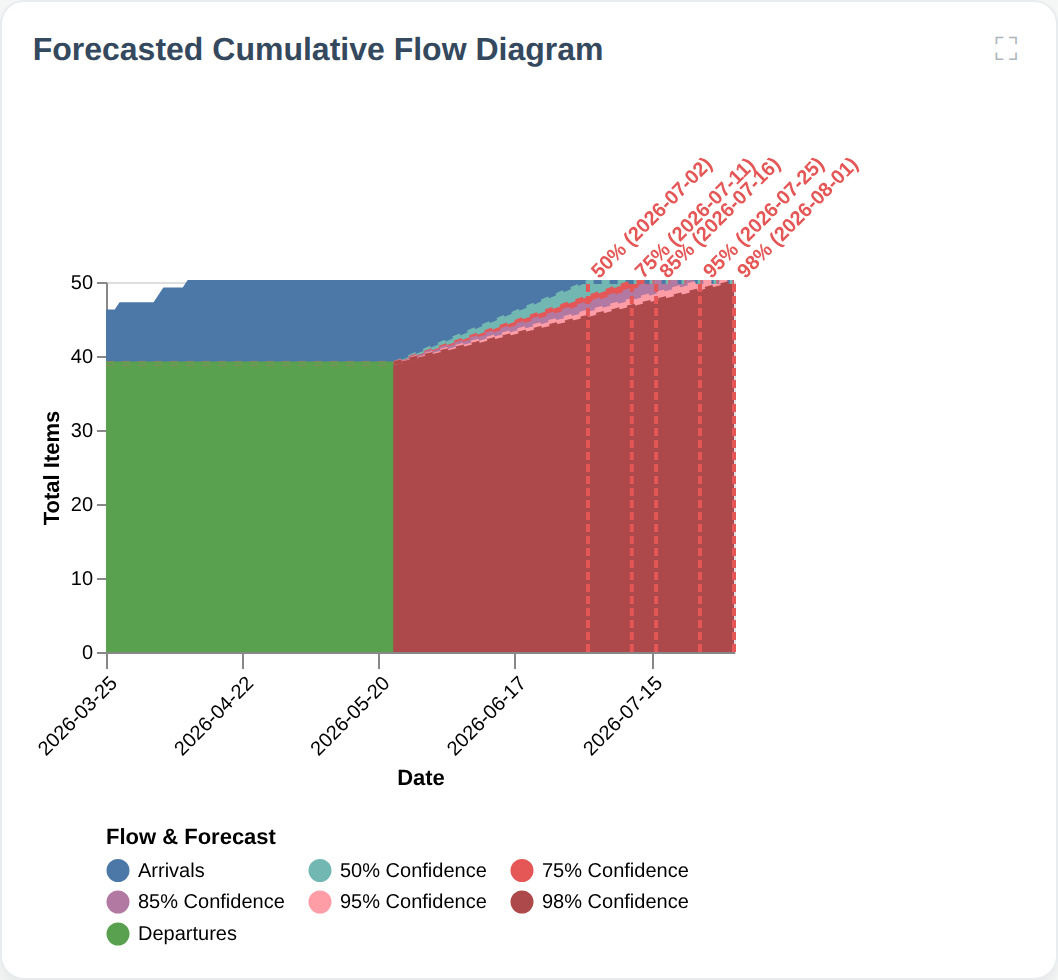 Forecasted Cumulative Flow Diagram
50% (2026-07-02)
75% (2026-07-11)
85% (2026-07-16)
95% (2026-07-25)
98% (2026-08-01)
50
40
30
20
10
0
Total Items
2026-03-25
2026-04-22
2026-05-20
2026-06-17
2026-07-15
Date
Flow & Forecast
Arrivals
50% Confidence
75% Confidence
85% Confidence
95% Confidence
98% Confidence
Departures